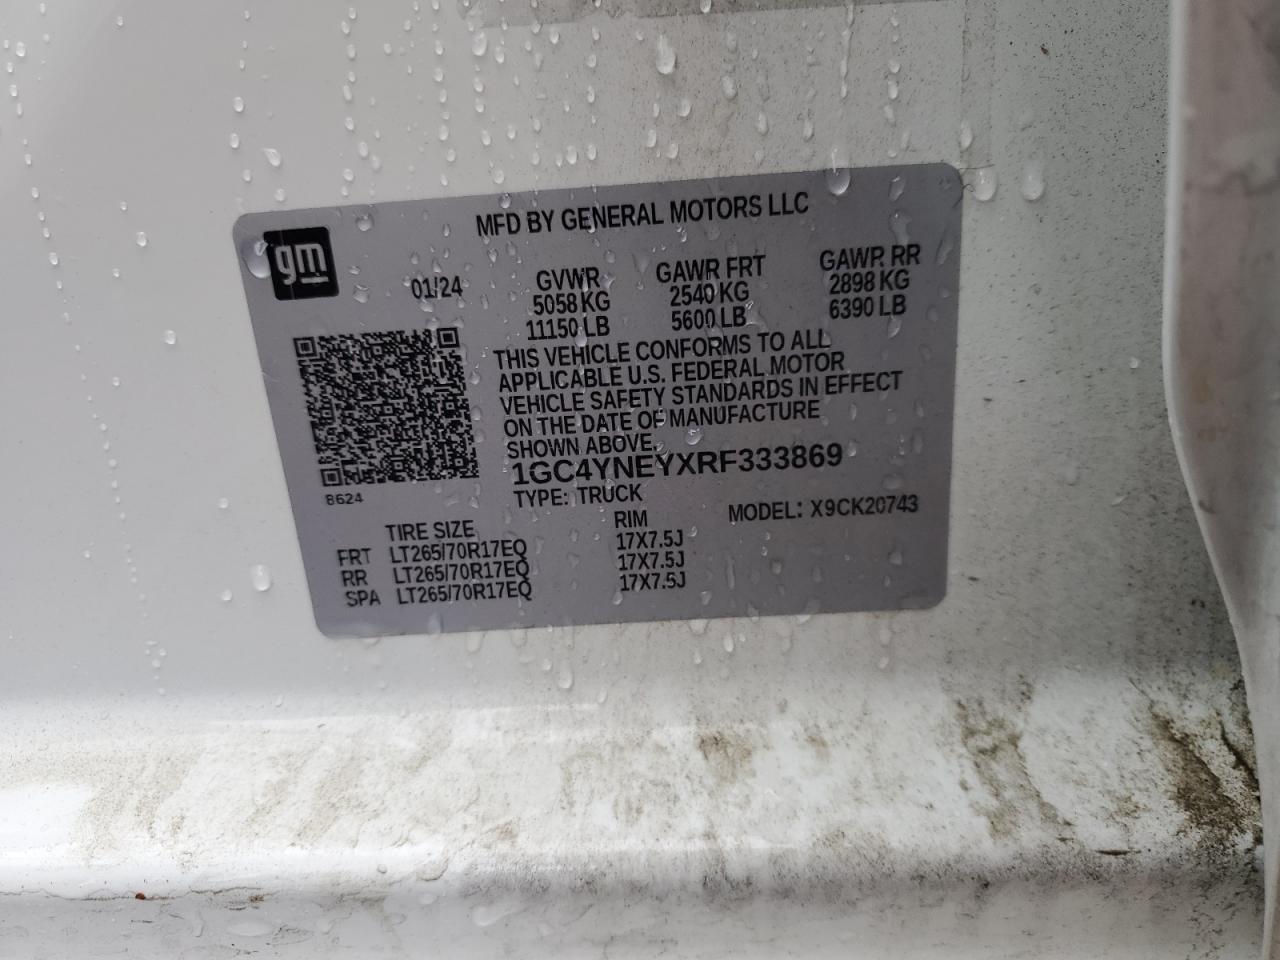 MFD BY GENERAL MOTORS LLC
gm
01/24
GVWR GAWR FRT GAWR RR
5058 KG 2540 KG 2898 KG
11150 LB 5600 LB 6390 LB
THIS VEHICLE CONFORMS TO ALL
APPLICABLE U.S. FEDERAL MOTOR
VEHICLE SAFETY STANDARDS IN EFFECT
ON THE DATE OF MANUFACTURE
SHOWN ABOVE.
1GC4YNEYXRF333869
8624
TYPE: TRUCK
MODEL: X9CK20743
TIRE SIZE RIM
FRT LT265/70R17EQ 17X7.5J
RR LT265/70R17EQ 17X7.5J
SPA LT265/70R17EQ 17X7.5J